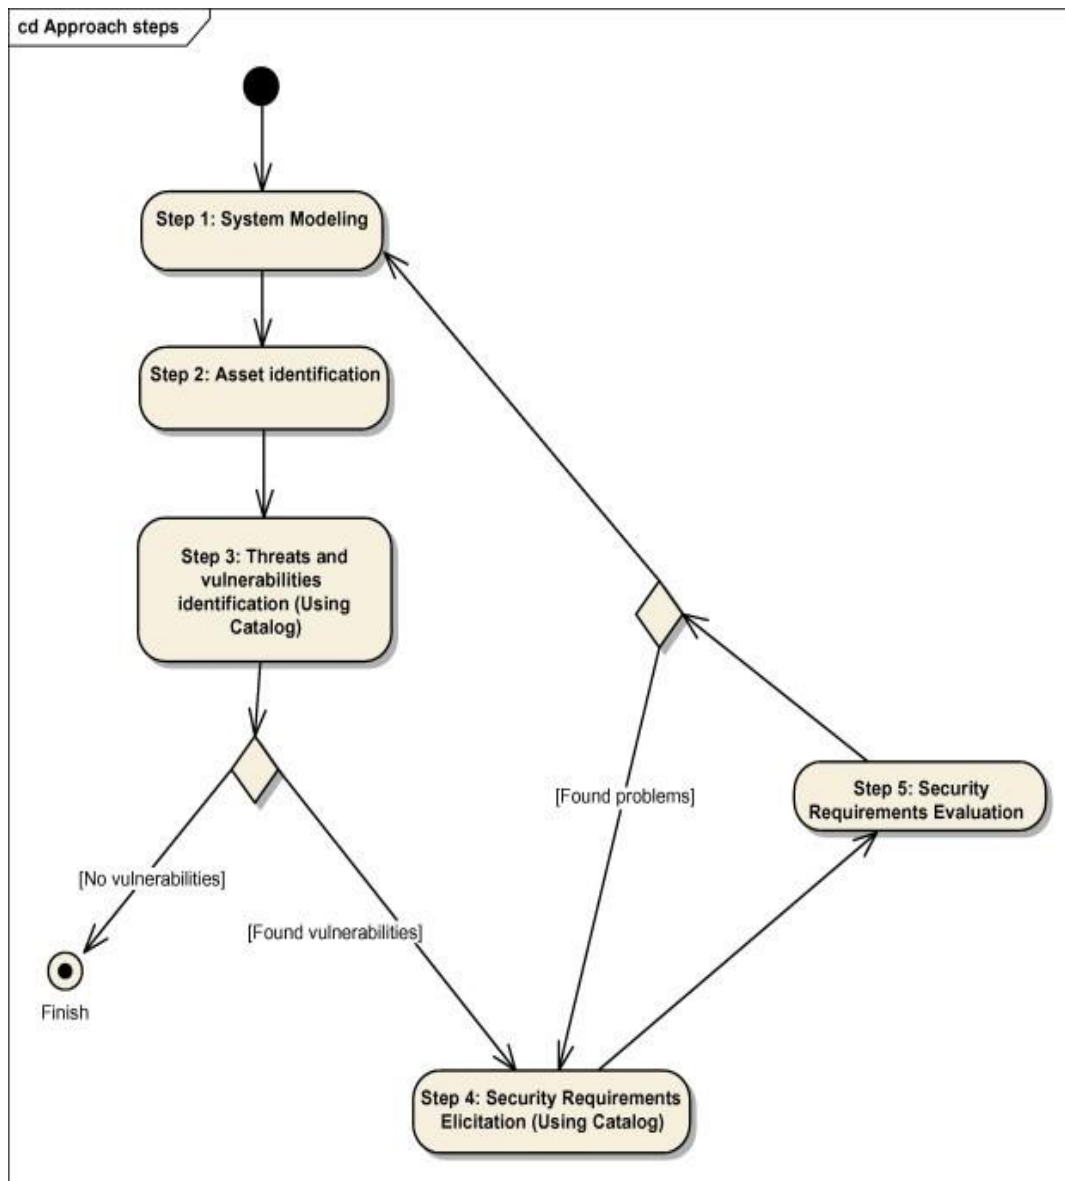 cd Approach steps
Step 1: System Modeling
Step 2: Asset identification
Step 3: Threats and
vulnerabilities
identification (Using
Catalog)
[No vulnerabilities]
[Found vulnerabilities]
Finish
[Found problems]
Step 5: Security
Requirements Evaluation
Step 4: Security Requirements
Elicitation (Using Catalog)